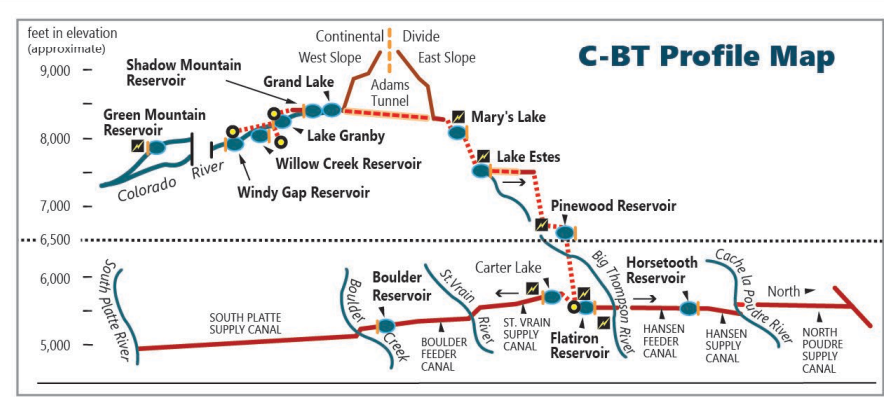 feet in elevation
(approximate)
C-BT Profile Map
Continental Divide
West Slope
East Slope
Adams
Tunnel
9,000
8,000
7,000
6,500
6,000
5,000
Shadow Mountain
Reservoir
Grand Lake
Green Mountain
Reservoir
Lake Granby
Willow Creek Reservoir
Windy Gap Reservoir
Colorado River
Mary's Lake
Lake Estes
Pinewood Reservoir
South Platte River
SOUTH PLATTE
SUPPLY CANAL
Boulder Creek
Boulder
Reservoir
BOULDER
FEEDER
CANAL
St. Vrain River
Carter Lake
ST. VRAIN
SUPPLY
CANAL
Flatiron
Reservoir
Big Thompson River
Horsetooth
Reservoir
HANSEN
FEEDER
CANAL
HANSEN
SUPPLY
CANAL
Cache la Poudre River
North
NORTH
POUDRE
SUPPLY
CANAL